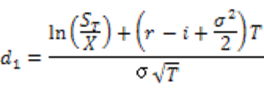 d₁ = (ln(S_T/X) + (r − i + σ²/2)T) / (σ√T)